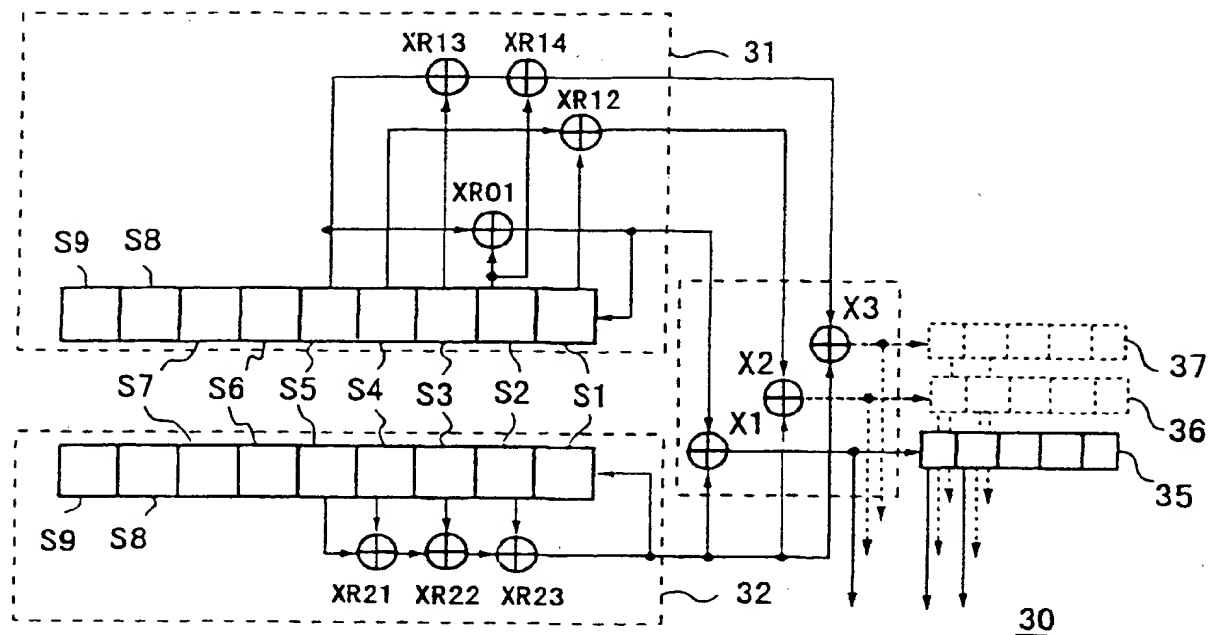 XR13 XR14
31
XR12
XR01
S9 S8
X3
S7 S6 S5 S4 S3 S2 S1
X2
37
X1
36
35
S9 S8
XR21 XR22 XR23
32
30